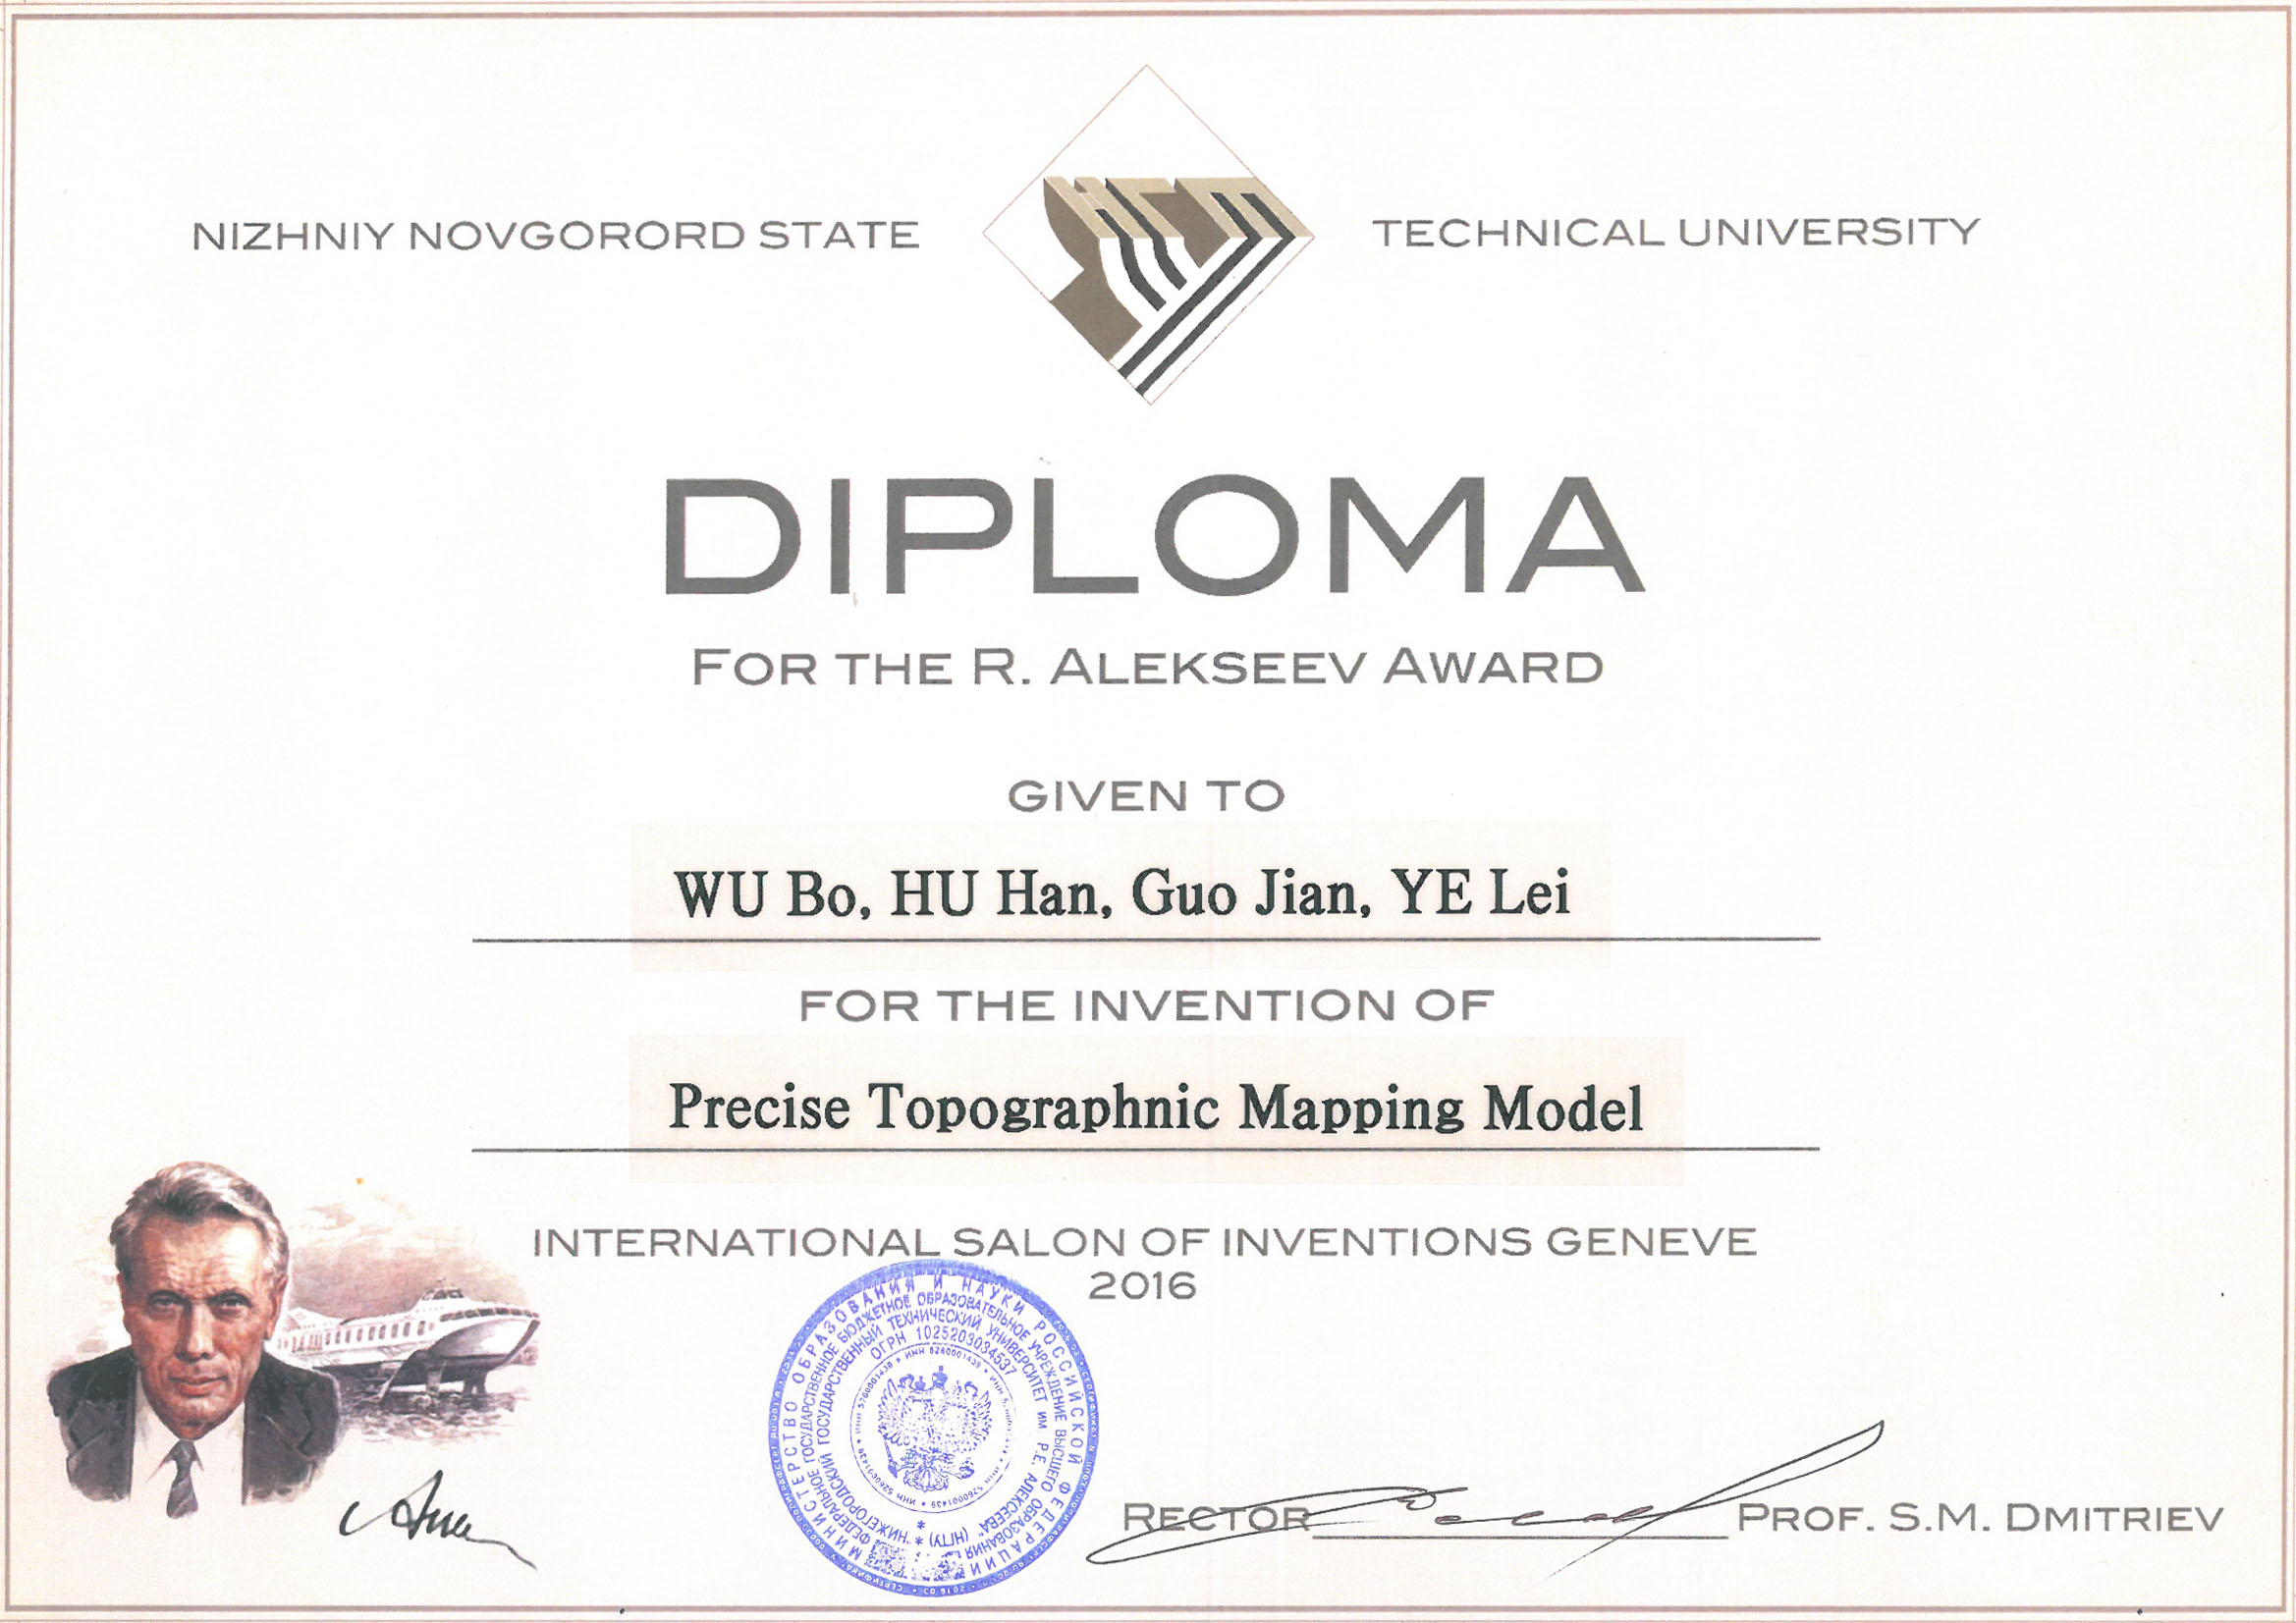 NIZHNIY NOVGORORD STATE TECHNICAL UNIVERSITY
DIPLOMA
FOR THE R. ALEKSEEV AWARD
GIVEN TO
WU Bo, HU Han, Guo Jian, YE Lei
FOR THE INVENTION OF
Precise Topographnic Mapping Model
INTERNATIONAL SALON OF INVENTIONS GENEVE
2016
МИНИСТЕРСТВО ОБРАЗОВАНИЯ И НАУКИ РОССИЙСКОЙ ФЕДЕРАЦИИ
ФЕДЕРАЛЬНОЕ ГОСУДАРСТВЕННОЕ БЮДЖЕТНОЕ ОБРАЗОВАТЕЛЬНОЕ УЧРЕЖДЕНИЕ ВЫСШЕГО ОБРАЗОВАНИЯ
"НИЖЕГОРОДСКИЙ ГОСУДАРСТВЕННЫЙ ТЕХНИЧЕСКИЙ УНИВЕРСИТЕТ им Р.Е. АЛЕКСЕЕВА" (НГТУ)
ОГРН 1025203034537
RECTOR PROF. S.M. DMITRIEV